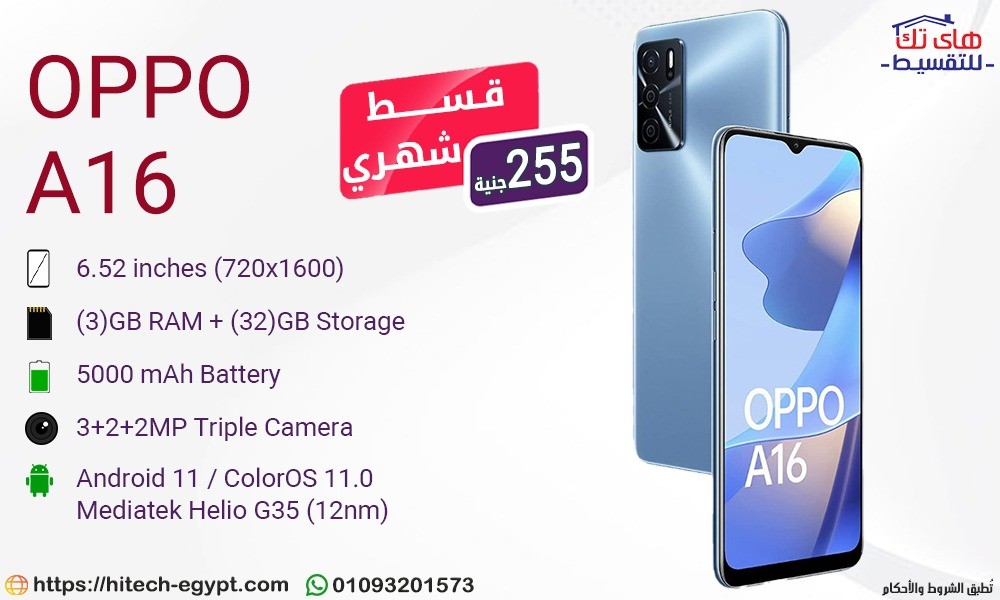 OPPO
A16
قسط
شهري
255 جنية
هاى تك
-للتقسيط-
6.52 inches (720x1600)
(3)GB RAM + (32)GB Storage
5000 mAh Battery
3+2+2MP Triple Camera
Android 11 / ColorOS 11.0
Mediatek Helio G35 (12nm)
OPPO
A16
https://hitech-egypt.com
01093201573
تُطبق الشروط والأحكام